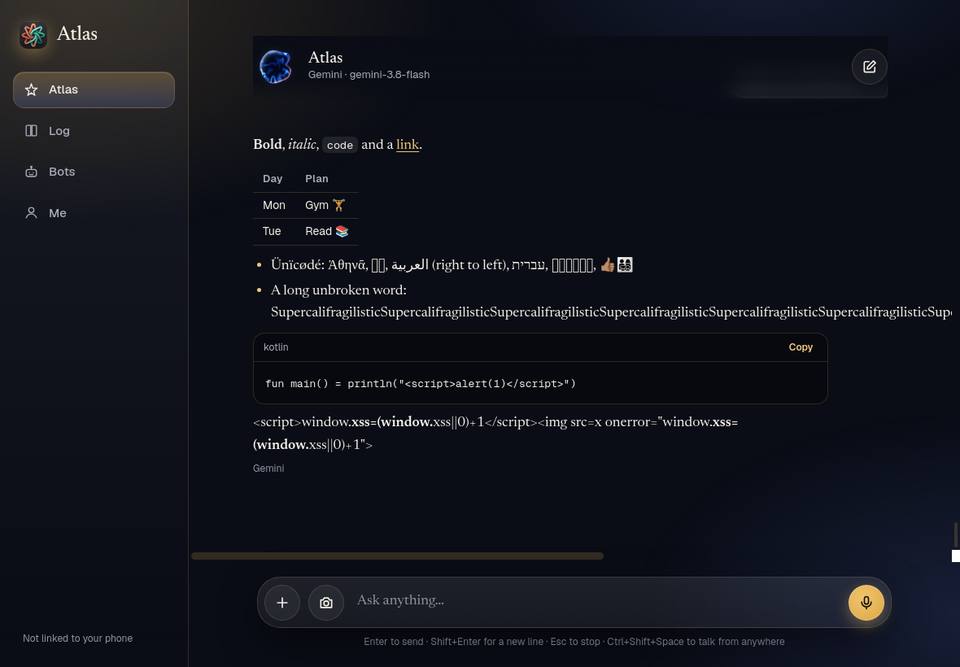 Atlas
Atlas
Log
Bots
Me
Not linked to your phone
Atlas
Gemini · gemini-3.8-flash
Bold, italic, code and a link.
Day Plan
Mon Gym 🏋️
Tue Read 📚
Ünïcødé: Ἀθηνᾶ, العربية (right to left), עברית, 👍🏽👨‍👩‍👧‍👦
A long unbroken word:
SupercalifragilisticSupercalifragilisticSupercalifragilisticSupercalifragilisticSupercalifragilisticSupercalifragilisticSupe
kotlin Copy
fun main() = println("<script>alert(1)</script>")
<script>window.xss=(window.xss||0)+1</script><img src=x onerror="window.xss=
(window.xss||0)+1">
Gemini
Ask anything...
Enter to send · Shift+Enter for a new line · Esc to stop · Ctrl+Shift+Space to talk from anywhere